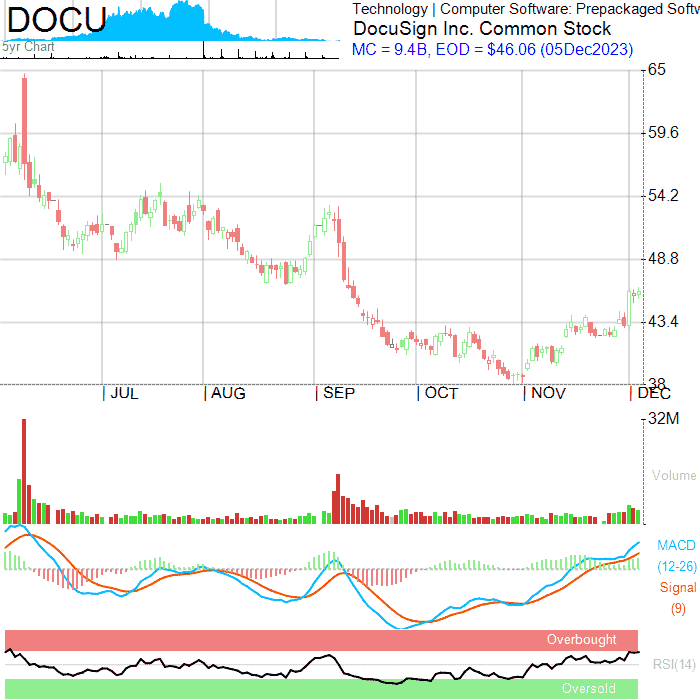 DOCU
5yr Chart
Technology | Computer Software: Prepackaged Softw
DocuSign Inc. Common Stock
MC = 9.4B, EOD = $46.06 (05Dec2023)
65
59.6
54.2
48.8
43.4
38
JUL AUG SEP OCT NOV DEC
32M
Volume
MACD
(12-26)
Signal
(9)
Overbought
RSI(14)
Oversold